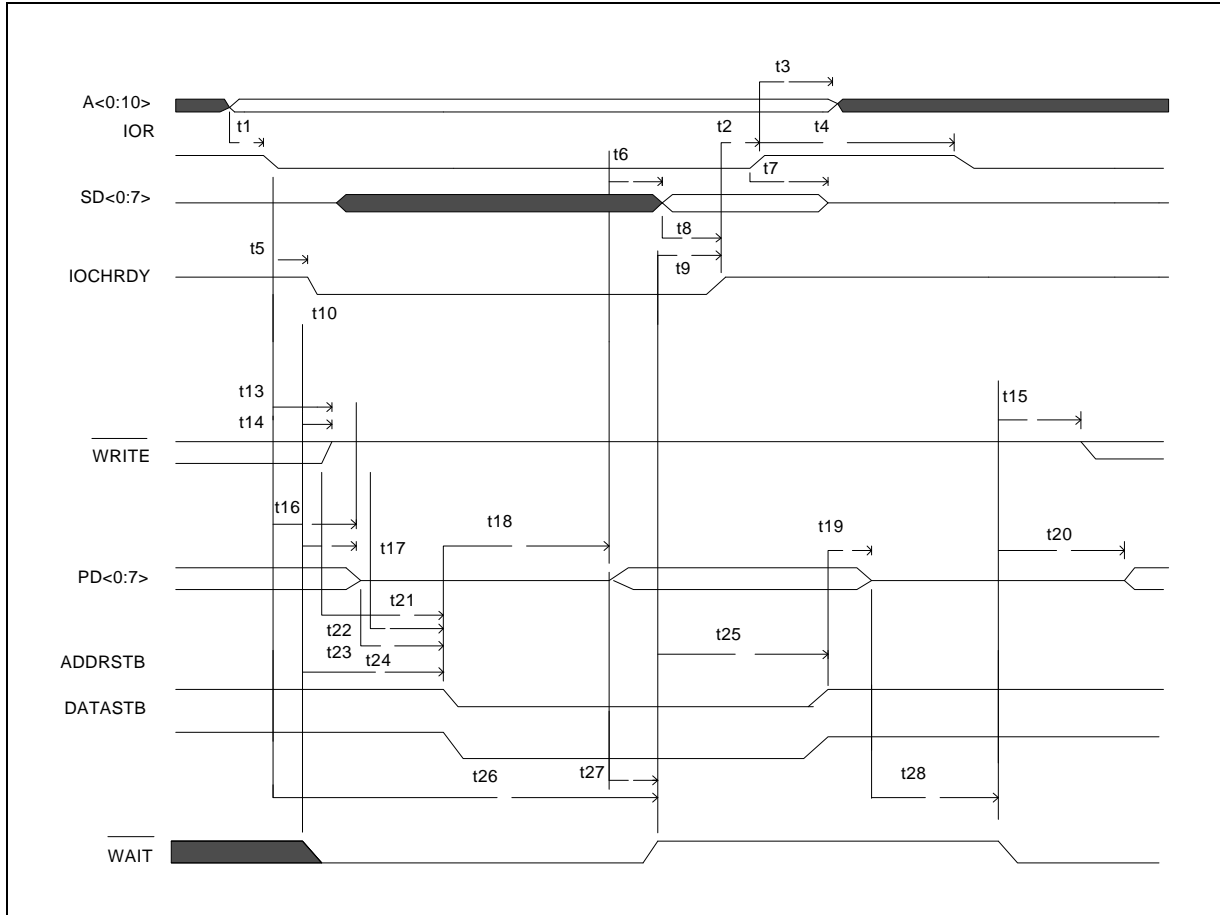 t3
A<0:10>
t1
t2
t4
IOR
t6
t7
SD<0:7>
t8
t5
t9
IOCHRDY
t10
t13
t15
t14
WRITE
t16
t18
t19
t20
t17
PD<0:7>
t21
t22
t25
t23
t24
ADDRSTB
DATASTB
t26
t27
t28
WAIT